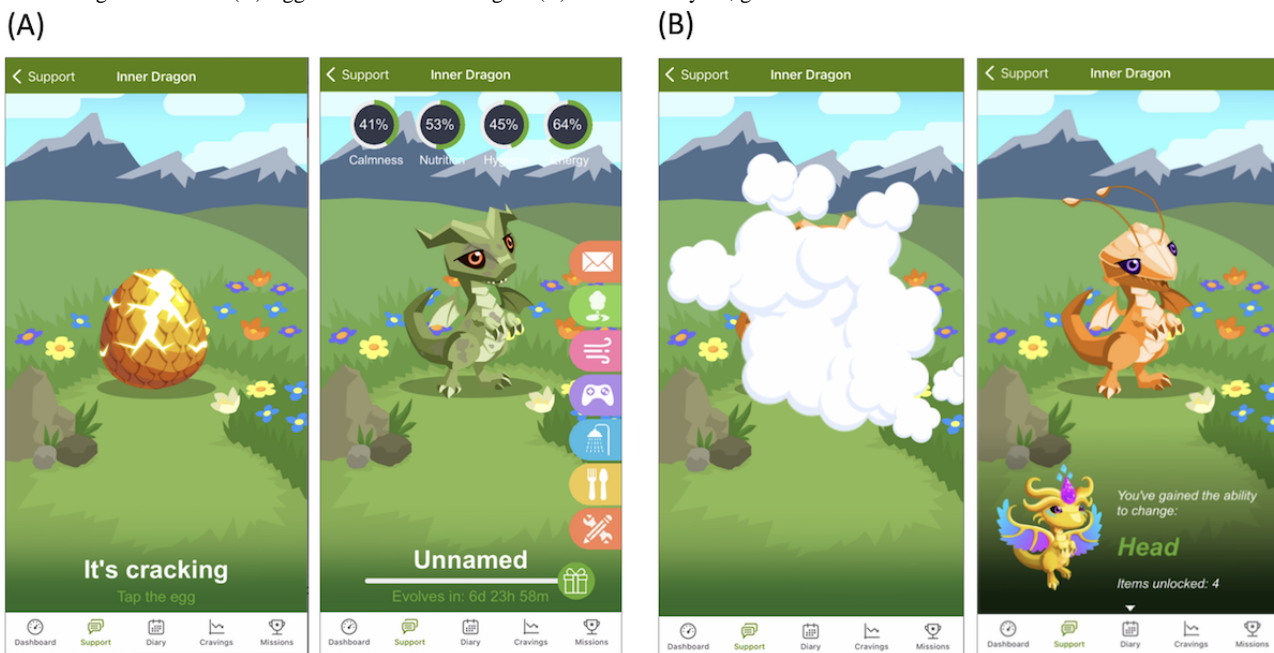 (A)
(B)
Support
Inner Dragon
It's cracking
Tap the egg
Dashboard
Support
Diary
Cravings
Missions
Support
Inner Dragon
41%
53%
45%
64%
Calmness
Nutrition
Energy
Unnamed
Evolves in: 6d 23h 58m
Dashboard
Support
Diary
Cravings
Missions
Support
Inner Dragon
Dashboard
Support
Diary
Cravings
Missions
Support
Inner Dragon
You've gained the ability
to change:
Head
Items unlocked: 4
Dashboard
Support
Diary
Cravings
Missions